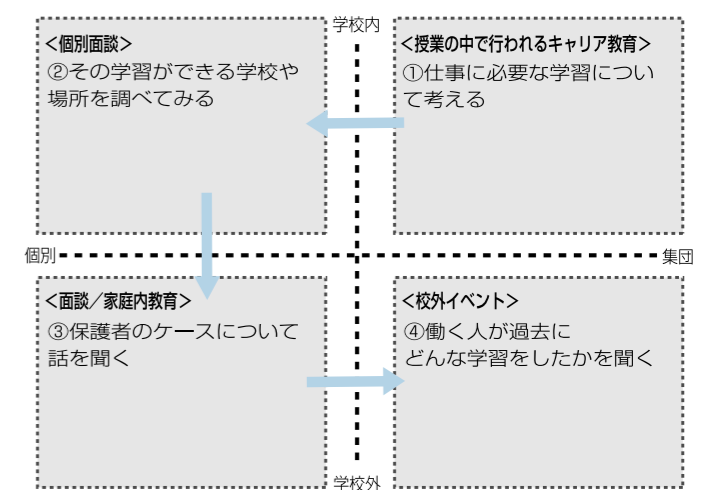 学校内
<個別面談>
②その学習ができる学校や
場所を調べてみる
<授業の中で行われるキャリア教育>
①仕事に必要な学習につい
て考える
個別
集団
<面談/家庭内教育>
③保護者のケースについて
話を聞く
<校外イベント>
④働く人が過去に
どんな学習をしたかを聞く
学校外